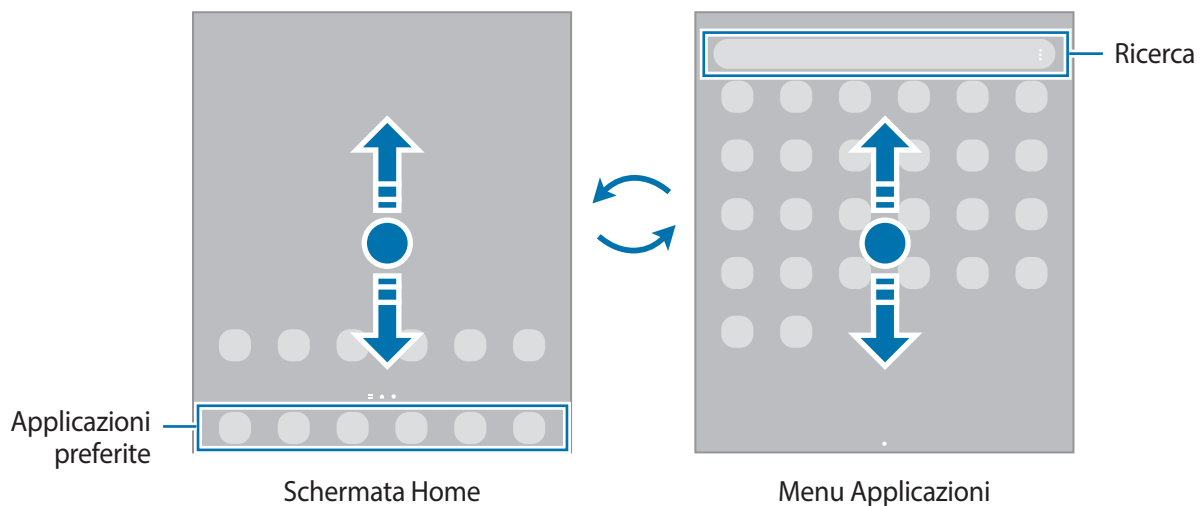 Ricerca
Applicazioni
preferite
Schermata Home
Menu Applicazioni